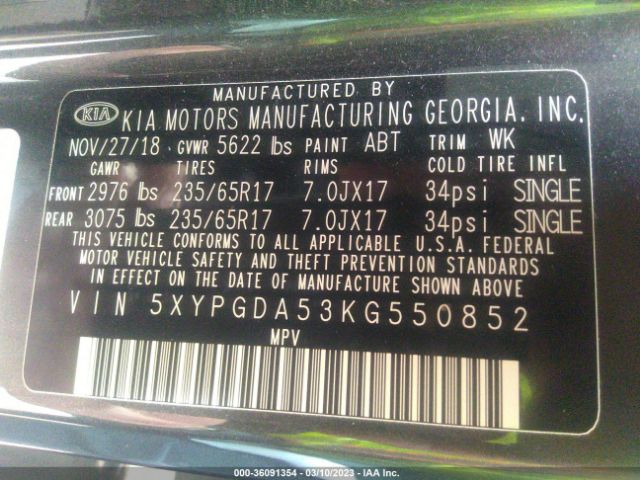 MANUFACTURED BY
KIA KIA MOTORS MANUFACTURING GEORGIA. INC.
NOV/27/18 GVWR 5622 lbs PAINT ABT TRIM WK
GAWR TIRES RIMS COLD TIRE INFL
FRONT 2976 lbs 235/65R17 7.0JX17 34psi SINGLE
REAR 3075 lbs 235/65R17 7.0JX17 34psi SINGLE
THIS VEHICLE CONFORMS TO ALL APPLICABLE U.S.A. FEDERAL
MOTOR VEHICLE SAFETY AND THEFT PREVENTION STANDARDS
IN EFFECT ON THE DATE OF MANUFACTURE SHOWN ABOVE.
VIN 5XYPGDA53KG550852
MPV
000-36091354 — 03/10/2023 — IAA Inc.